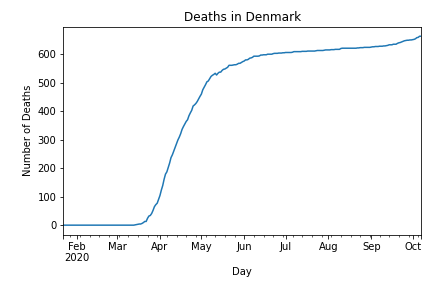 Deaths in Denmark
Number of Deaths
600
500
400
300
200
100
0
Feb Mar Apr May Jun Jul Aug Sep Oct
2020
Day